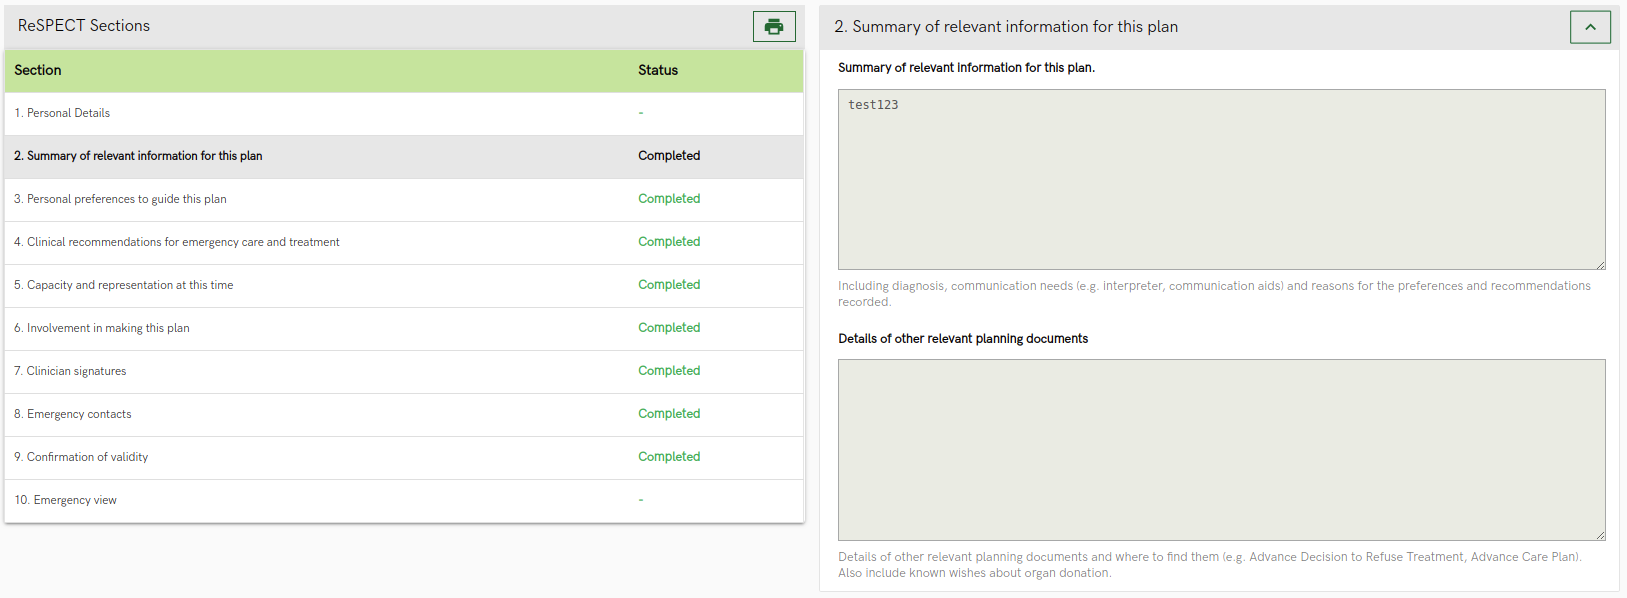 ReSPECT Sections
Section Status
1. Personal Details -
2. Summary of relevant information for this plan Completed
3. Personal preferences to guide this plan Completed
4. Clinical recommendations for emergency care and treatment Completed
5. Capacity and representation at this time Completed
6. Involvement in making this plan Completed
7. Clinician signatures Completed
8. Emergency contacts Completed
9. Confirmation of validity Completed
10. Emergency view -
2. Summary of relevant information for this plan
Summary of relevant information for this plan.
test123
Including diagnosis, communication needs (e.g. interpreter, communication aids) and reasons for the preferences and recommendations
recorded.
Details of other relevant planning documents
Details of other relevant planning documents and where to find them (e.g. Advance Decision to Refuse Treatment, Advance Care Plan).
Also include known wishes about organ donation.